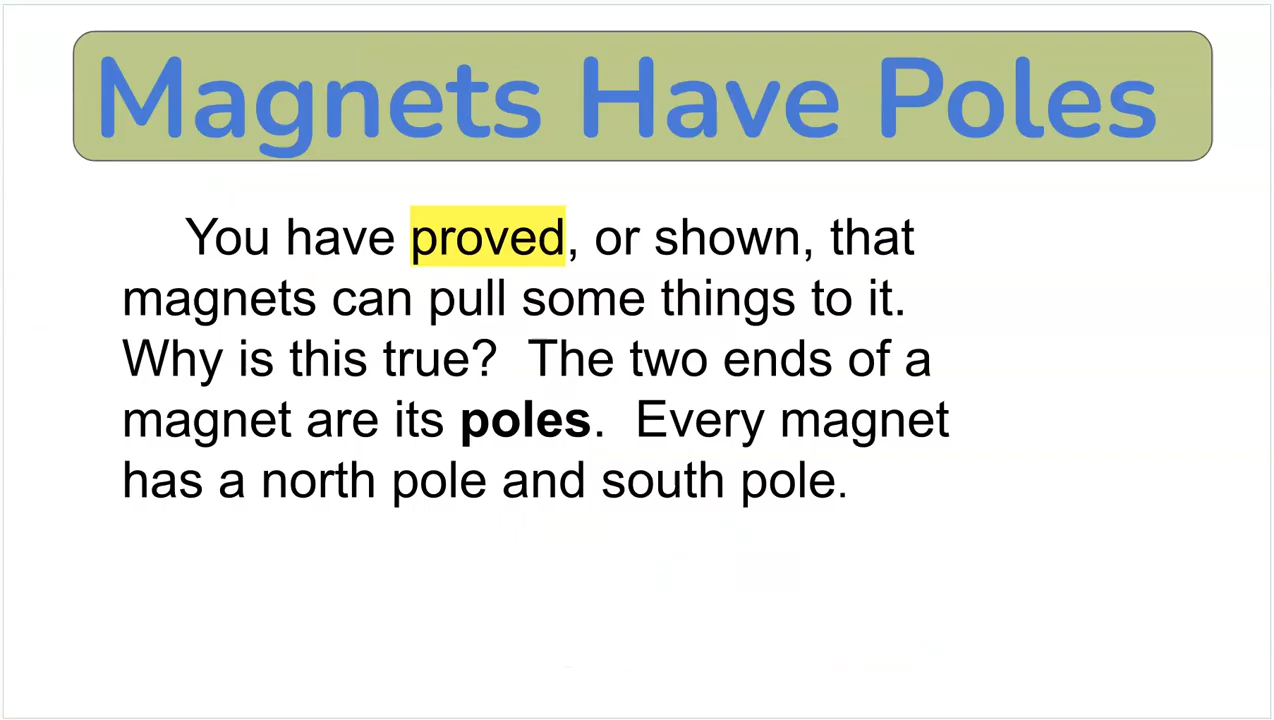 Magnets Have Poles
You have proved, or shown, that
magnets can pull some things to it.
Why is this true?  The two ends of a
magnet are its poles.  Every magnet
has a north pole and south pole.